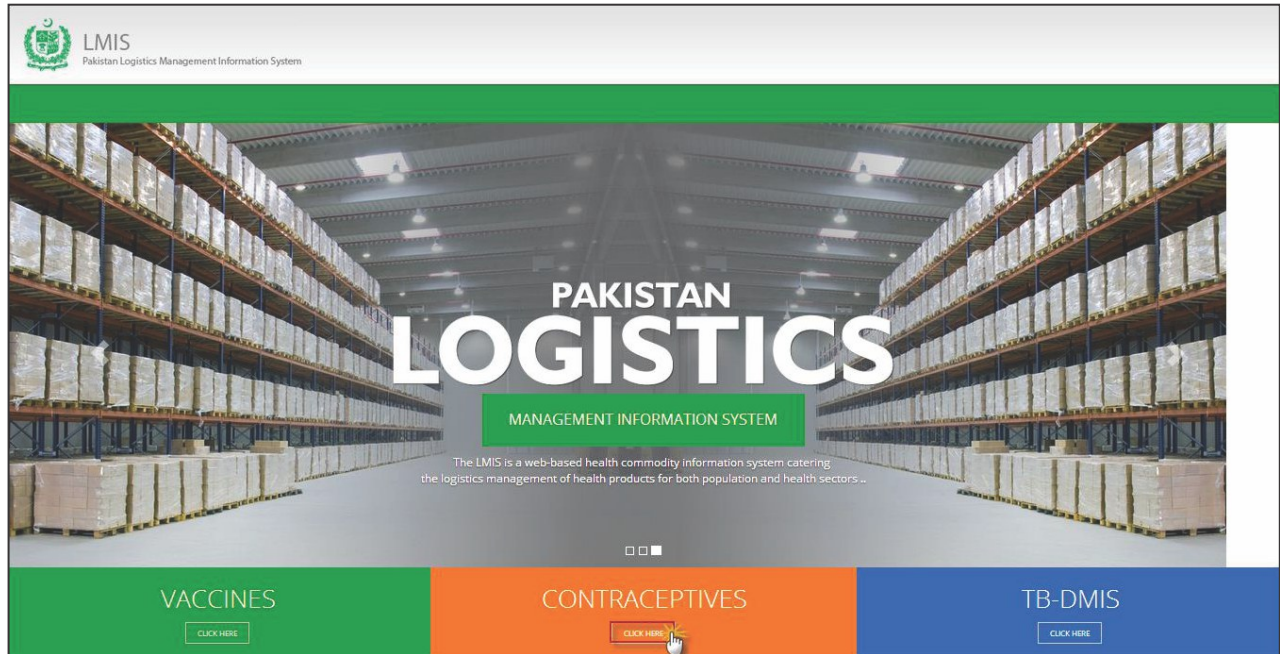 LMIS
Pakistan Logistics Management Information System
PAKISTAN
LOGISTICS
MANAGEMENT INFORMATION SYSTEM
The LMIS is a web-based health commodity information system catering
the logistics management of health products for both population and health sectors ..
VACCINES
CLICK HERE
CONTRACEPTIVES
CLICK HERE
TB-DMIS
CLICK HERE